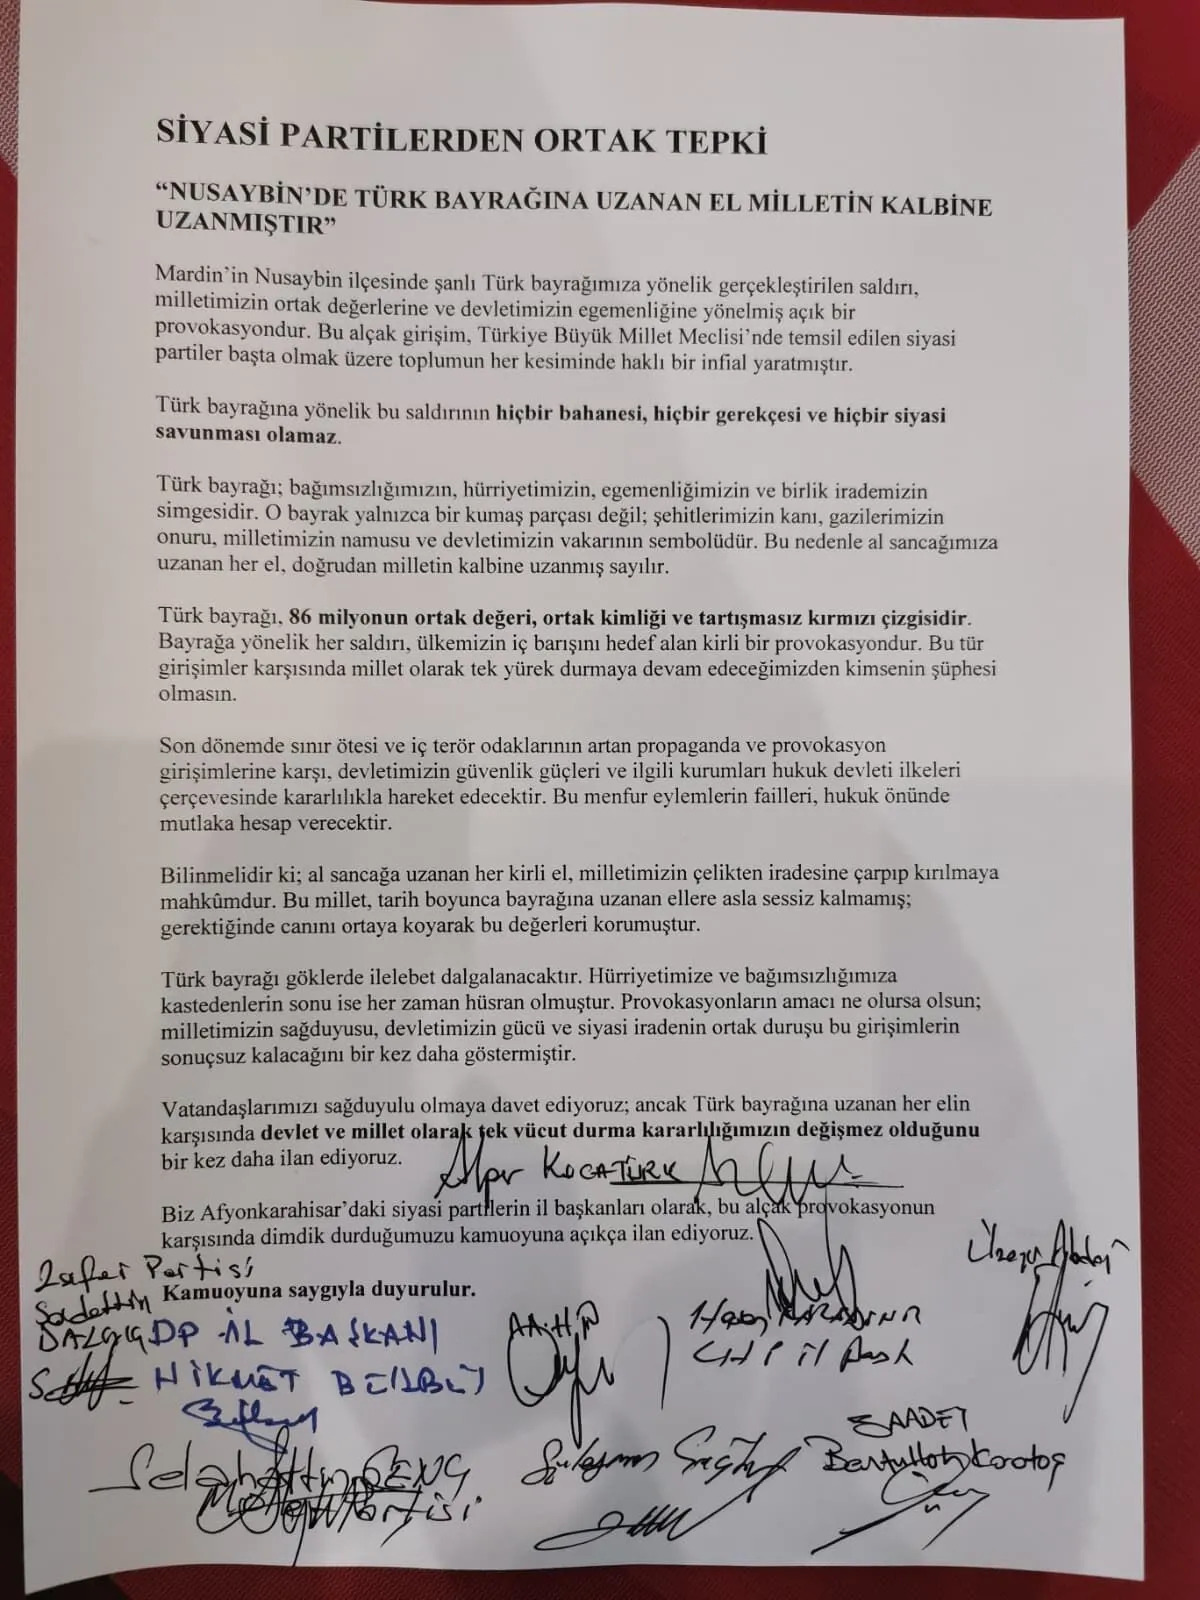 SİYASİ PARTİLERDEN ORTAK TEPKİ
“NUSAYBİN’DE TÜRK BAYRAĞINA UZANAN EL MİLLETİN KALBİNE
UZANMIŞTIR”
Mardin’in Nusaybin ilçesinde şanlı Türk bayrağımıza yönelik gerçekleştirilen saldırı,
milletimizin ortak değerlerine ve devletimizin egemenliğine yönelmiş açık bir
provokasyondur. Bu alçak girişim, Türkiye Büyük Millet Meclisi’nde temsil edilen siyasi
partiler başta olmak üzere toplumun her kesiminde haklı bir infial yaratmıştır.
Türk bayrağına yönelik bu saldırının hiçbir bahanesi, hiçbir gerekçesi ve hiçbir siyasi
savunması olamaz.
Türk bayrağı; bağımsızlığımızın, hürriyetimizin, egemenliğimizin ve birlik irademizin
simgesidir. O bayrak yalnızca bir kumaş parçası değil; şehitlerimizin kanı, gazilerimizin
onuru, milletimizin namusu ve devletimizin vakarının sembolüdür. Bu nedenle al sancağımıza
uzanan her el, doğrudan milletin kalbine uzanmış sayılır.
Türk bayrağı, 86 milyonun ortak değeri, ortak kimliği ve tartışmasız kırmızı çizgisidir.
Bayrağa yönelik her saldırı, ülkemizin iç barışını hedef alan kirli bir provokasyondur. Bu tür
girişimler karşısında millet olarak tek yürek durmaya devam edeceğimizden kimsenin şüphesi
olmasın.
Son dönemde sınır ötesi ve iç terör odaklarının artan propaganda ve provokasyon
girişimlerine karşı, devletimizin güvenlik güçleri ve ilgili kurumları hukuk devleti ilkeleri
çerçevesinde kararlılıkla hareket edecektir. Bu menfur eylemlerin failleri, hukuk önünde
mutlaka hesap verecektir.
Bilinmelidir ki; al sancağa uzanan her kirli el, milletimizin çelikten iradesine çarpıp kırılmaya
mahkûmdur. Bu millet, tarih boyunca bayrağına uzanan ellere asla sessiz kalmamış;
gerektiğinde canını ortaya koyarak bu değerleri korumuştur.
Türk bayrağı göklerde ilelebet dalgalanacaktır. Hürriyetimize ve bağımsızlığımıza
kastedenlerin sonu ise her zaman hüsran olmuştur. Provokasyonların amacı ne olursa olsun;
milletimizin sağduyusu, devletimizin gücü ve siyasi iradenin ortak duruşu bu girişimlerin
sonuçsuz kalacağını bir kez daha göstermiştir.
Vatandaşlarımızı sağduyulu olmaya davet ediyoruz; ancak Türk bayrağına uzanan her elin
karşısında devlet ve millet olarak tek vücut durma kararlılığımızın değişmez olduğunu
bir kez daha ilan ediyoruz.
Alper KOCATÜRK
Biz Afyonkarahisar’daki siyasi partilerin il başkanları olarak, bu alçak provokasyonun
karşısında dimdik durduğumuzu kamuoyuna açıkça ilan ediyoruz.
Zafer Partisi
Kamuoyuna saygıyla duyurulur.
Sadettin
DALGIÇ
DP İL BAŞKANI
HİKMET
CHP il Başk
SAADET
Selahattin GENÇ
Süleyman
Karataş
Partisi